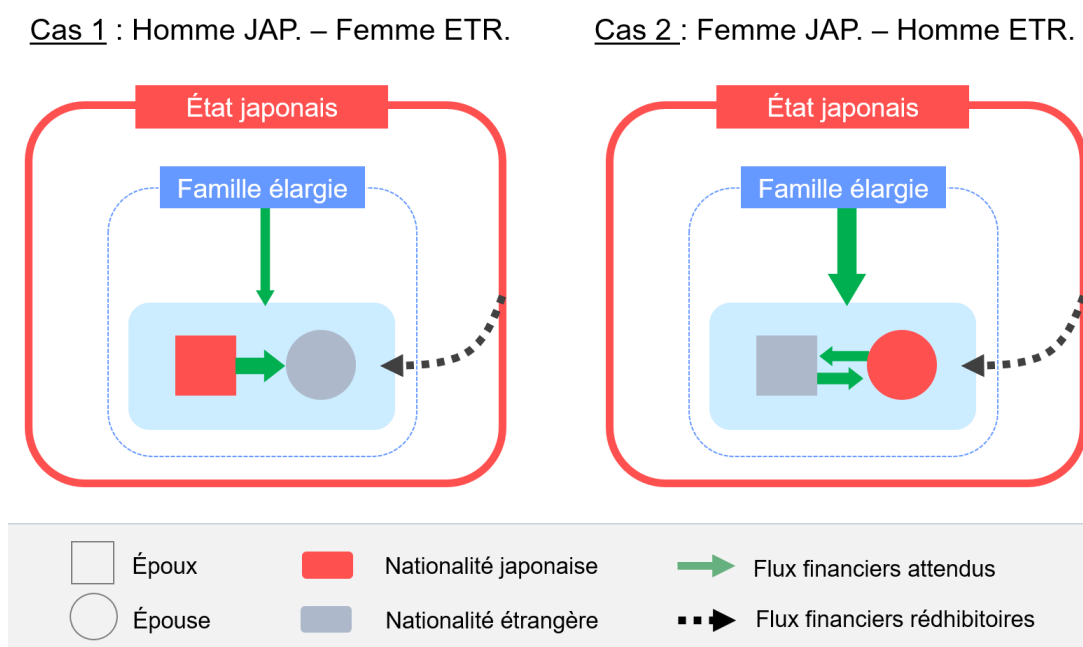 Cas 1 : Homme JAP. – Femme ETR.
Cas 2 : Femme JAP. – Homme ETR.
État japonais
État japonais
Famille élargie
Famille élargie
Époux
Nationalité japonaise
Flux financiers attendus
Épouse
Nationalité étrangère
Flux financiers rédhibitoires